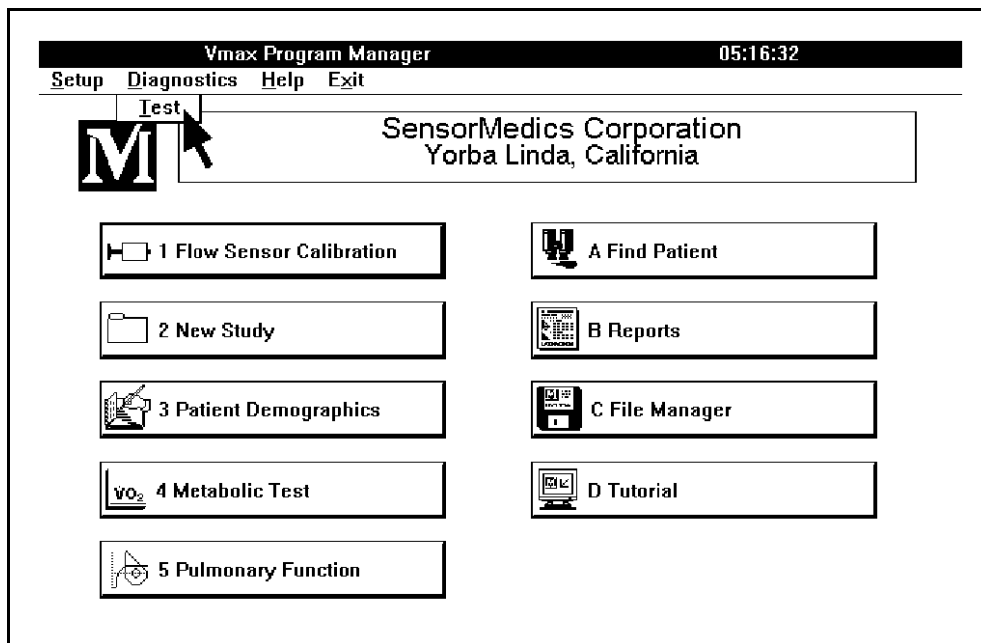 Vmax Program Manager 05:16:32
Setup Diagnostics Help Exit
Test
M
SensorMedics Corporation
Yorba Linda, California
1 Flow Sensor Calibration
2 New Study
3 Patient Demographics
V̇O₂ 4 Metabolic Test
5 Pulmonary Function
A Find Patient
B Reports
C File Manager
D Tutorial